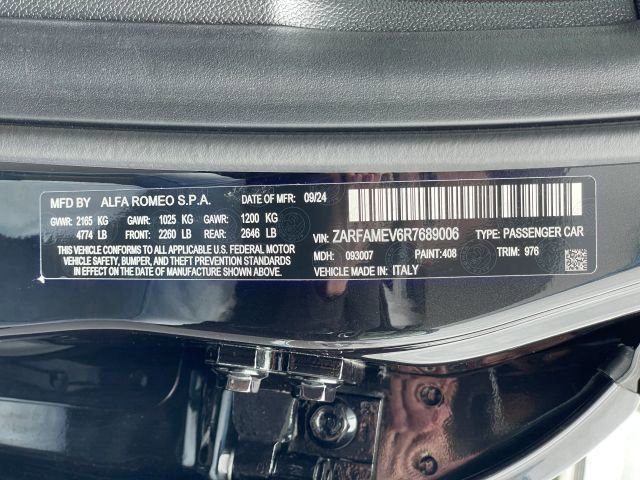 MFD BY ALFA ROMEO S.P.A. DATE OF MFR: 09/24
GVWR: 2165 KG GAWR: 1025 KG GAWR: 1200 KG
4774 LB FRONT: 2260 LB REAR: 2646 LB
THIS VEHICLE CONFORMS TO ALL APPLICABLE U.S. FEDERAL MOTOR
VEHICLE SAFETY, BUMPER, AND THEFT PREVENTION STANDARDS
IN EFFECT ON THE DATE OF MANUFACTURE SHOWN ABOVE.
VIN: ZARFAMEV6R7689006 TYPE: PASSENGER CAR
MDH: 093007 PAINT:408 TRIM: 976
VEHICLE MADE IN: ITALY